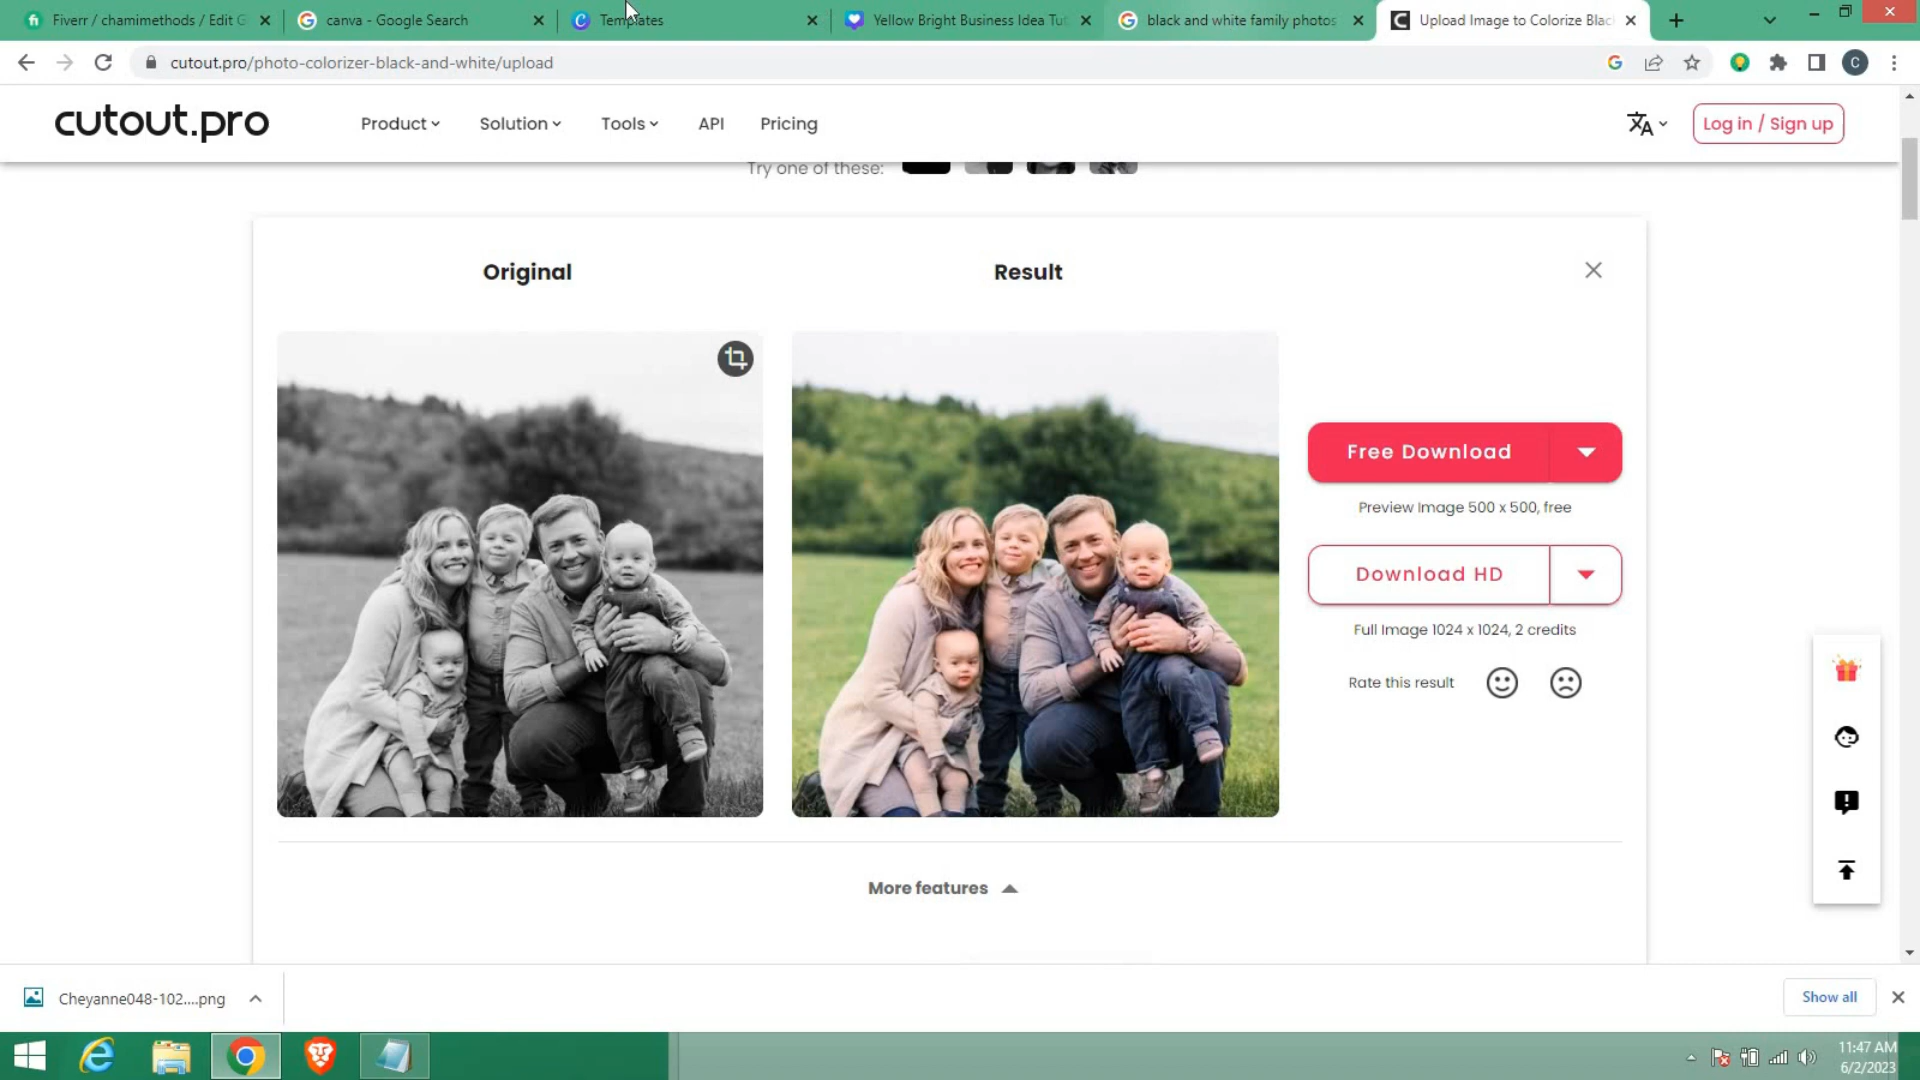 Fiverr / chamimethods / Edit G
canva - Google Search
Templates
Yellow Bright Business Idea Tut
black and white family photos
Upload Image to Colorize Blac
cutout.pro/photo-colorizer-black-and-white/upload
C
cutout.pro
Product
Solution
Tools
API
Pricing
Log in / Sign up
Try one of these:
Original
Result
Free Download
Preview Image 500 x 500, free
Download HD
Full Image 1024 x 1024, 2 credits
Rate this result
More features
Cheyanne048-102....png
Show all
11:47 AM
6/2/2023